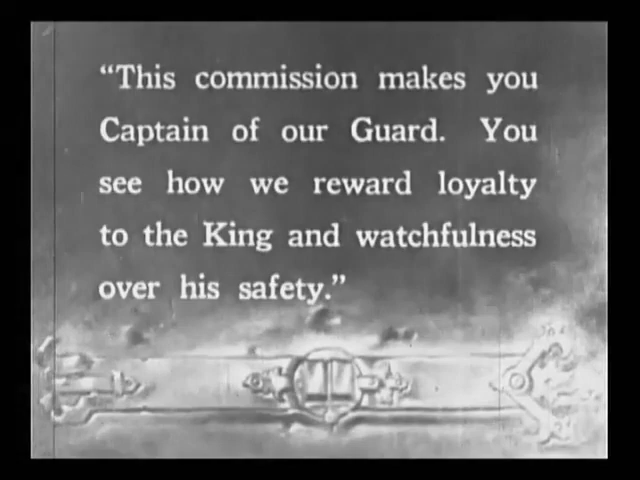 “This commission makes you
Captain of our Guard. You
see how we reward loyalty
to the King and watchfulness
over his safety.”